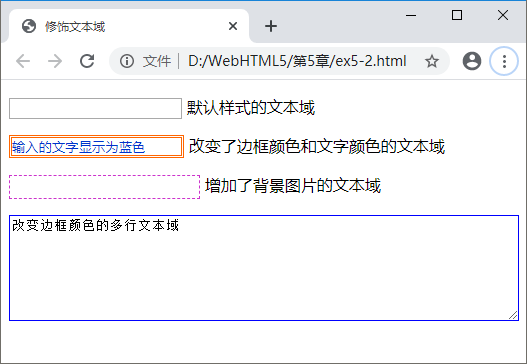 修饰文本域
文件 | D:/WebHTML5/第5章/ex5-2.html
默认样式的文本域
输入的文字显示为蓝色 改变了边框颜色和文字颜色的文本域
增加了背景图片的文本域
改变边框颜色的多行文本域